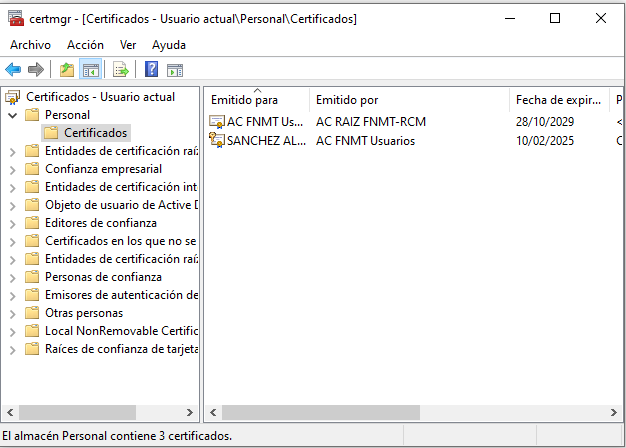 certmgr - [Certificados - Usuario actual\Personal\Certificados]
Archivo Acción Ver Ayuda
Certificados - Usuario actual
Personal
Certificados
Entidades de certificación raí
Confianza empresarial
Entidades de certificación int
Objeto de usuario de Active D
Editores de confianza
Certificados en los que no se
Entidades de certificación raí
Personas de confianza
Emisores de autenticación de
Otras personas
Local NonRemovable Certific
Raíces de confianza de tarjeta
Emitido para Emitido por Fecha de expir... P
AC FNMT Us... AC RAIZ FNMT-RCM 28/10/2029 <
SANCHEZ AL... AC FNMT Usuarios 10/02/2025 C
El almacén Personal contiene 3 certificados.